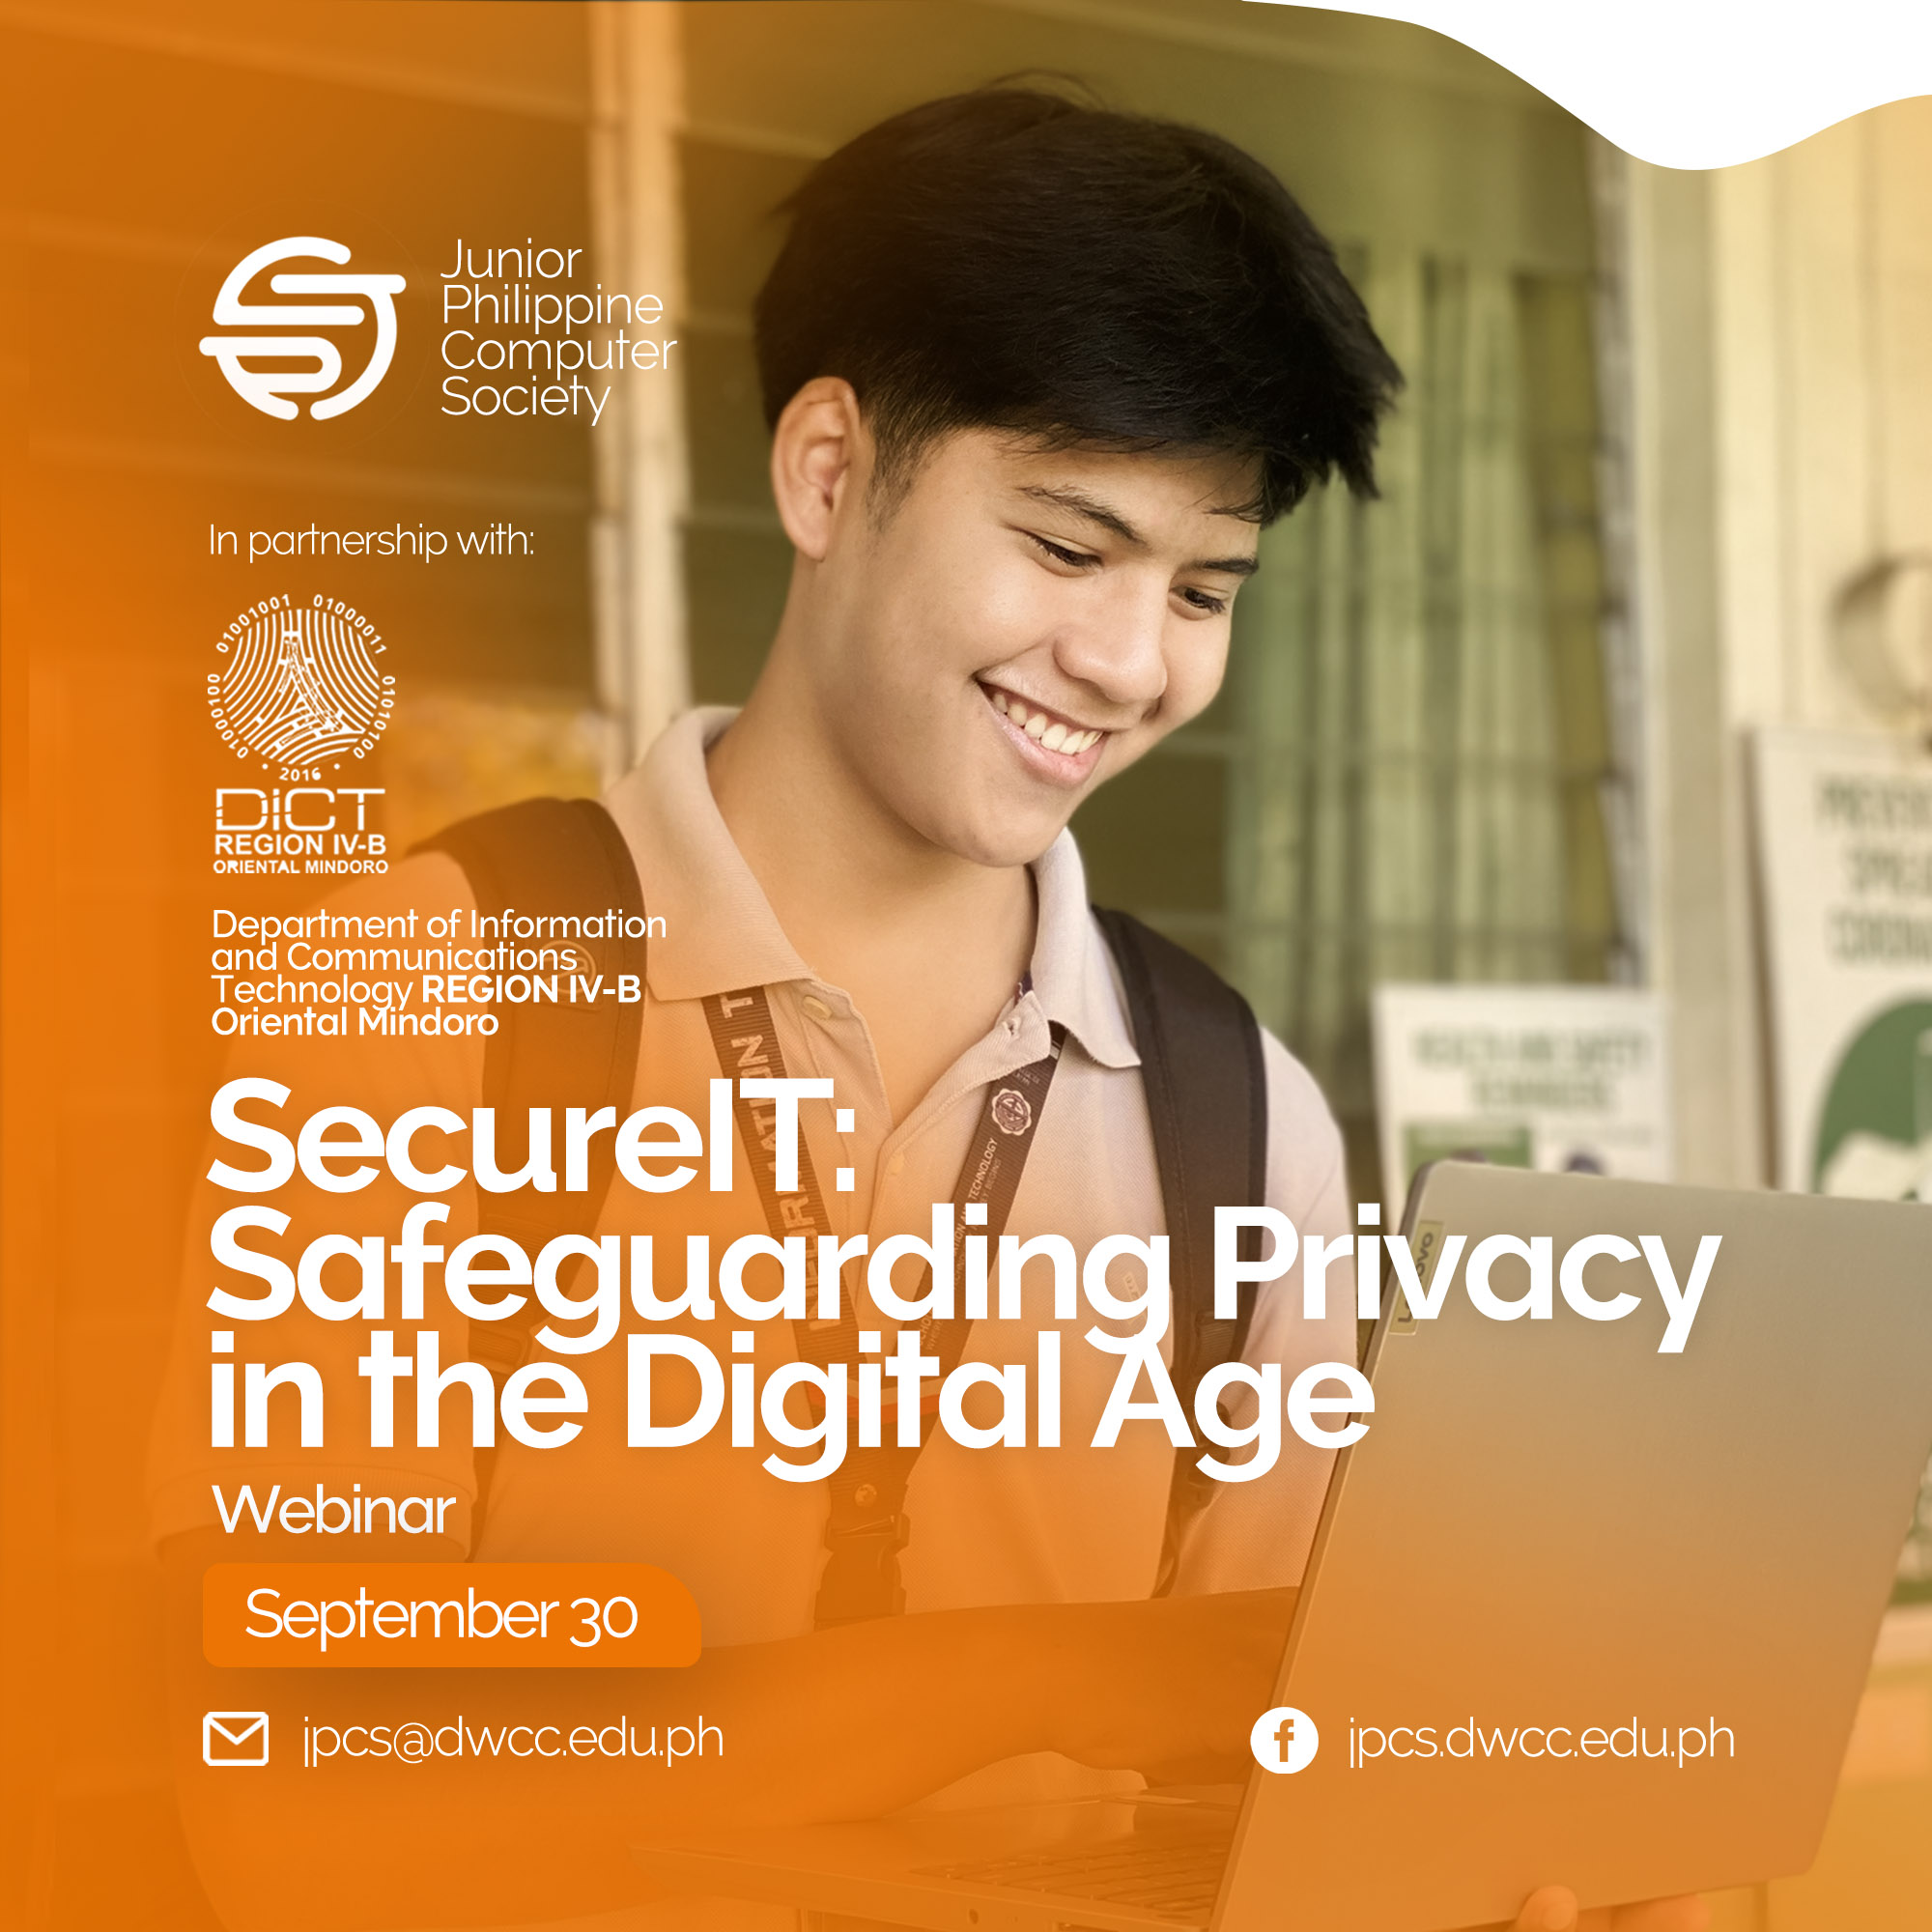 Junior
Philippine
Computer
Society
In partnership with:
01001001 01000011
01000100 01010100
2016
DICT
REGION IV-B
ORIENTAL MINDORO
Department of Information
and Communications
Technology REGION IV-B
Oriental Mindoro
SecureIT:
Safeguarding Privacy
in the Digital Age
Webinar
September 30
jpcs@dwcc.edu.ph
jpcs.dwcc.edu.ph
TECHNOLOGY